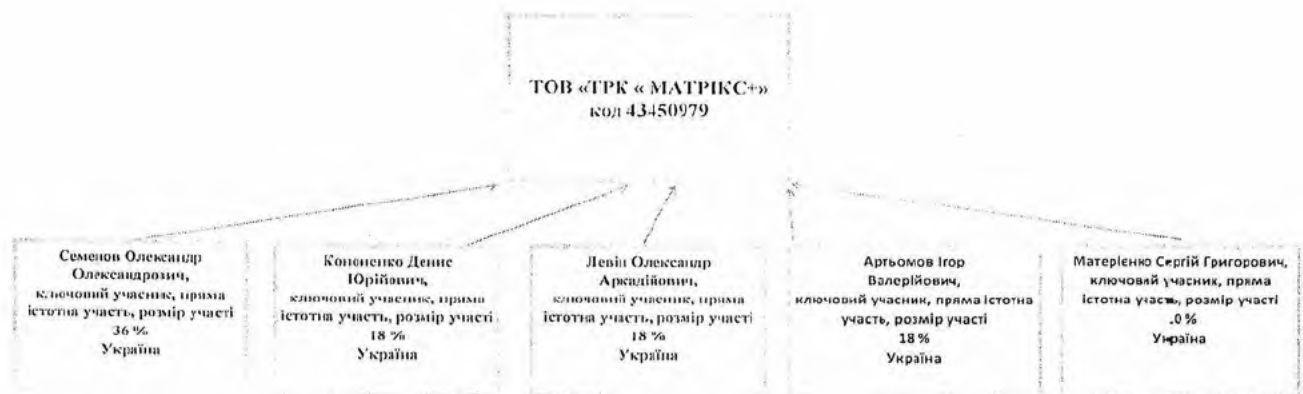 ТОВ «ТРК « МАТРІКС+»
код 43450979
Семенов Олександр
Олександрович,
ключовий учасник, пряма
істотна участь, розмір участі
36 %
Україна
Кононенко Денис
Юрійович,
ключовий учасник, пряма
істотна участь, розмір участі
18 %
Україна
Левін Олександр
Аркадійович,
ключовий учасник, пряма
істотна участь, розмір участі
18 %
Україна
Артьомов Ігор
Валерійович,
ключовий учасник, пряма істотна
участь, розмір участі
18 %
Україна
Матерієнко Сергій Григорович,
ключовий учасник, пряма
істотна участь, розмір участі
.0 %
Україна